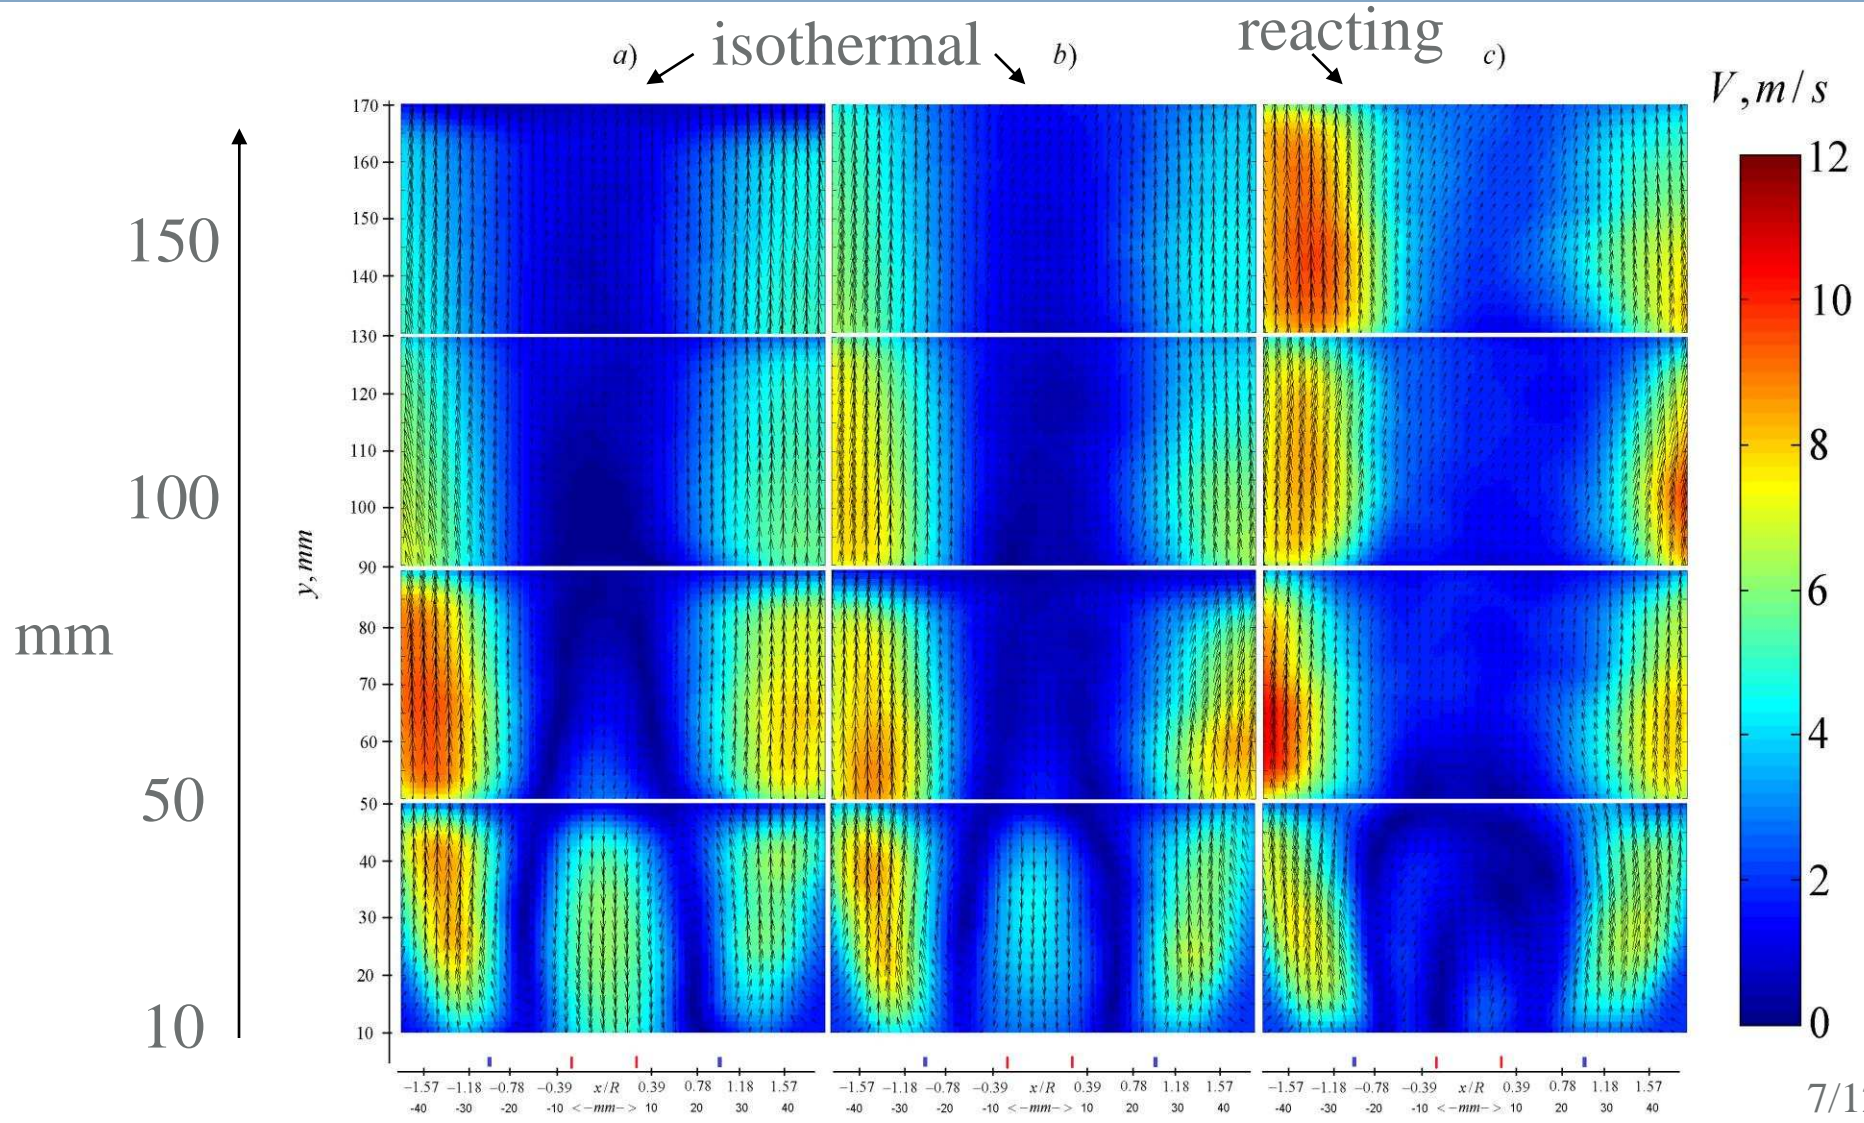 isothermal
reacting
a)
b)
c)
V, m/s
170
160
150
140
130
120
110
100
90
80
70
60
50
40
30
20
10
y, mm
150
100
mm
50
10
12
10
8
6
4
2
0
−1.57 −1.18 −0.78 −0.39 x/R 0.39 0.78 1.18 1.57
-40 -30 -20 -10 <−mm−> 10 20 30 40
−1.57 −1.18 −0.78 −0.39 x/R 0.39 0.78 1.18 1.57
-40 -30 -20 -10 <−mm−> 10 20 30 40
−1.57 −1.18 −0.78 −0.39 x/R 0.39 0.78 1.18 1.57
-40 -30 -20 -10 <−mm−> 10 20 30 40